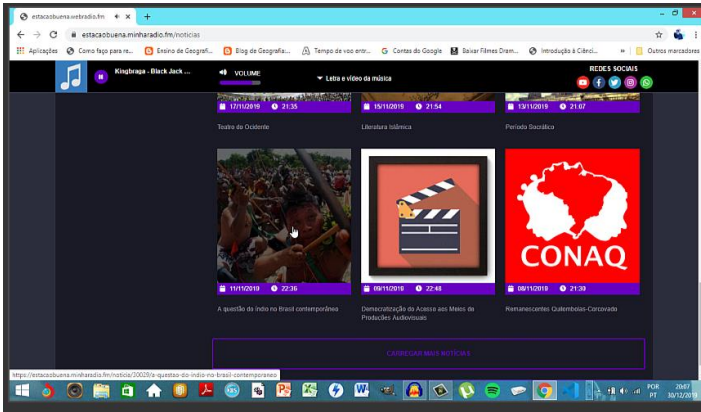 estacaobuena.webradio.fm
estacaobuena.minharadio.fm/noticias
Aplicações Como faço para re... Ensino de Geografi... Blog de Geografia:... Tempo de voo entr... Contas do Google Baixar Filmes Dram... Introdução à Ciênci... » Outros marcadores
Kingbraga - Black Jack ...
VOLUME
Letra e vídeo da música
REDES SOCIAIS
17/11/2019 21:35
15/11/2019 21:54
13/11/2019 21:07
Teatro do Ocidente
Literatura Islâmica
Período Socrático
CONAQ
11/11/2019 22:36
09/11/2019 22:48
08/11/2019 21:30
A questão do índio no Brasil contemporâneo
Democratização do Acesso aos Meios de
Produções Audiovisuais
Remanescentes Quilombolas-Corcovado
CARREGAR MAIS NOTÍCIAS
https://estacaobuena.minharadio.fm/noticia/20029/a-questao-do-indio-no-brasil-contemporaneo
POR 20:07
PT 30/12/2019